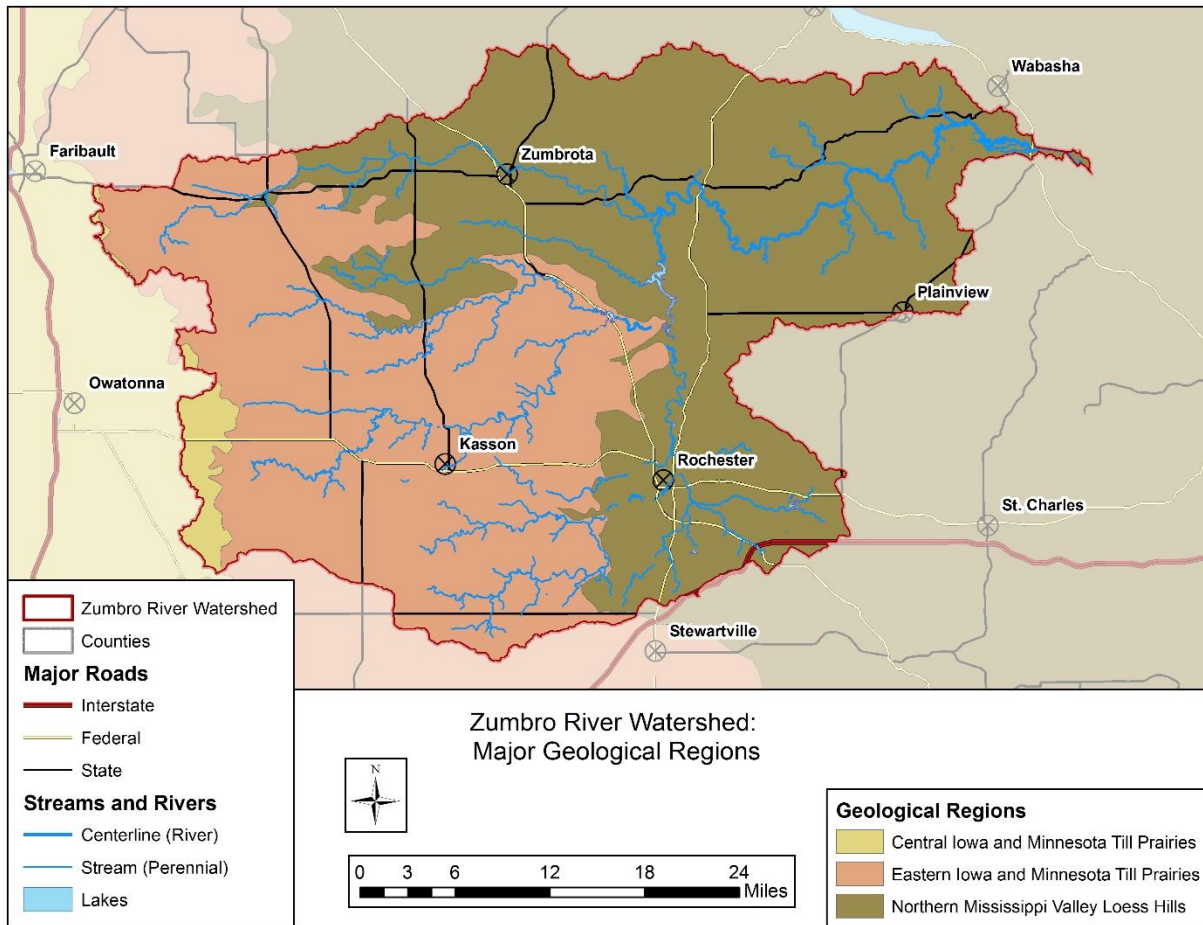 Wabasha
Faribault
Zumbrota
Plainview
Owatonna
Kasson
Rochester
St. Charles
Stewartville
Zumbro River Watershed
Counties
Major Roads
Interstate
Federal
State
Streams and Rivers
Centerline (River)
Stream (Perennial)
Lakes
Zumbro River Watershed:
Major Geological Regions
N
0 3 6 12 18 24
Miles
Geological Regions
Central Iowa and Minnesota Till Prairies
Eastern Iowa and Minnesota Till Prairies
Northern Mississippi Valley Loess Hills